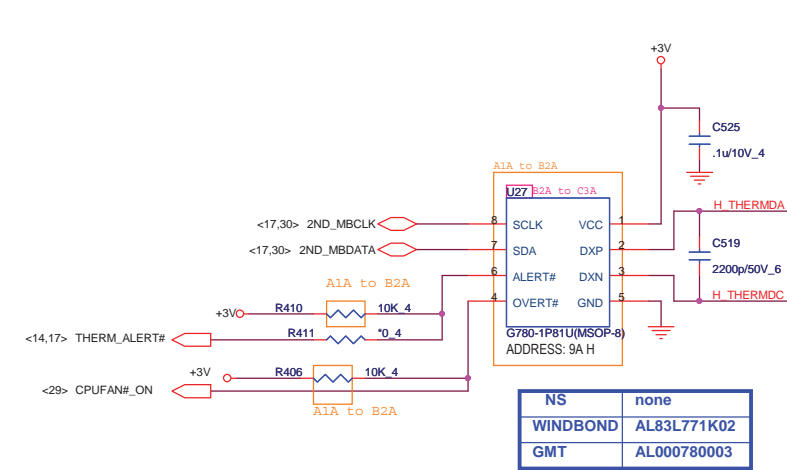 +3V
C525
.1u/10V_4
A1A to B2A
U27 B2A to C3A
H_THERMDA
<17,30> 2ND_MBCLK 8 SCLK VCC 1
C519
<17,30> 2ND_MBDATA 7 SDA DXP 2
2200p/50V_6
6 ALERT# DXN 3
A1A to B2A
H_THERMDC
4 OVERT# GND 5
+3V R410 10K_4
<14,17> THERM_ALERT# R411 *0_4
G780-1P81U(MSOP-8)
ADDRESS: 9A H
+3V R406 10K_4
<29> CPUFAN#_ON
A1A to B2A
NS none
WINDBOND AL83L771K02
GMT AL000780003